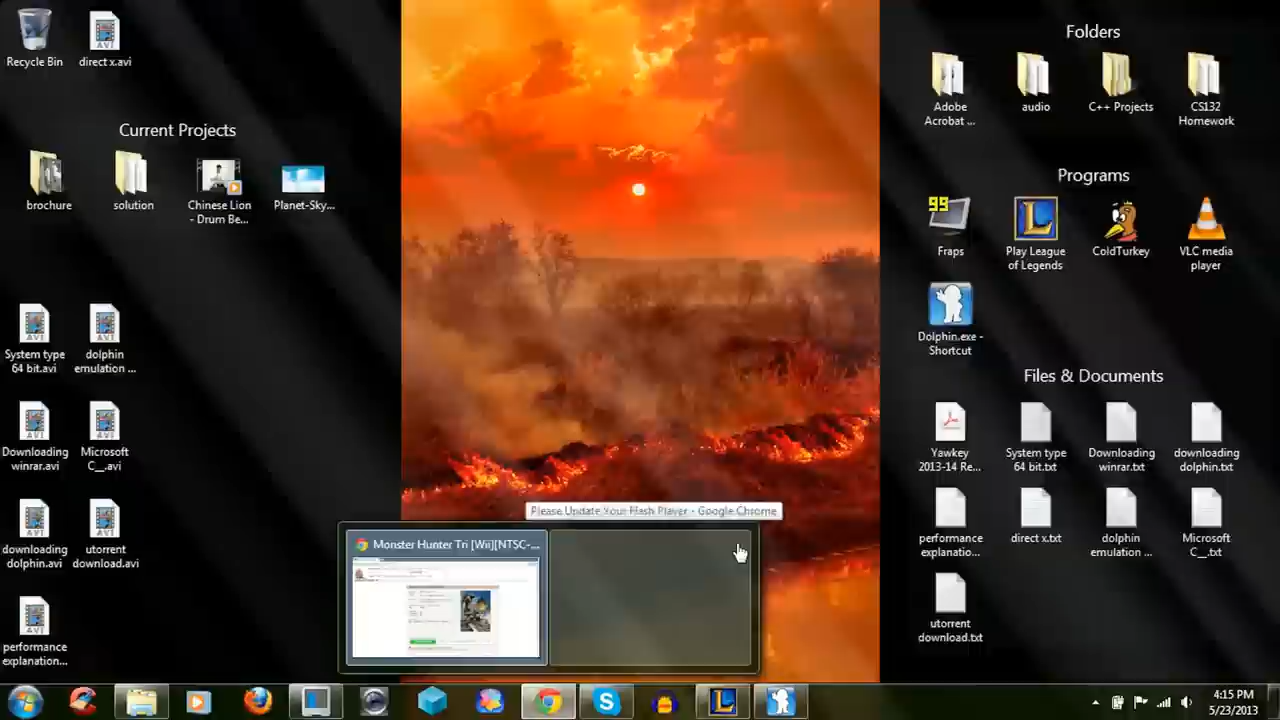 Recycle Bin
direct x.avi
Current Projects
brochure
solution
Chinese Lion
- Drum Be...
Planet-Sky...
System type
64 bit.avi
dolphin
emulation ...
Downloading
winrar.avi
Microsoft
C__.avi
downloading
dolphin.avi
utorrent
download.avi
performance
explanation...
Folders
Adobe
Acrobat ...
audio
C++ Projects
CS132
Homework
Programs
99
Fraps
Play League
of Legends
ColdTurkey
VLC media
player
Dolphin.exe -
Shortcut
Files & Documents
Yawkey
2013-14 Re...
System type
64 bit.txt
Downloading
winrar.txt
downloading
dolphin.txt
performance
explanatio...
direct x.txt
dolphin
emulation ...
Microsoft
C__.txt
utorrent
download.txt
Please Update Your Flash Player - Google Chrome
Monster Hunter Tri [Wii][NTSC-...
4:15 PM
5/23/2013